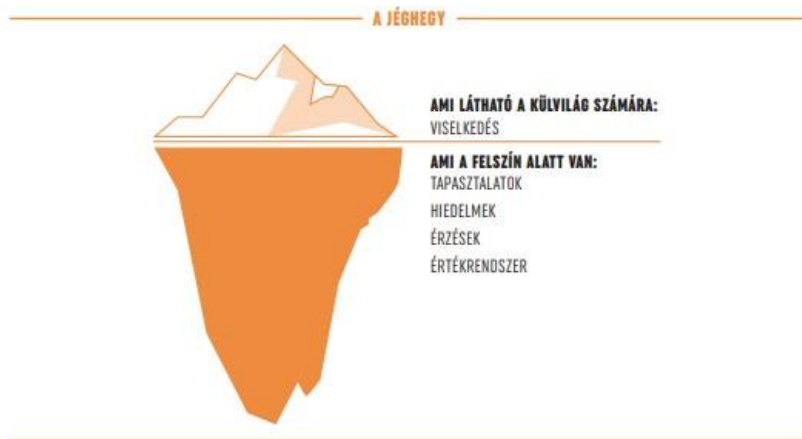 A JÉGHEGY
AMI LÁTHATÓ A KÜLVILÁG SZÁMÁRA:
VISELKEDÉS
AMI A FELSZÍN ALATT VAN:
TAPASZTALATOK
HIEDELMEK
ÉRZÉSEK
ÉRTÉKRENDSZER